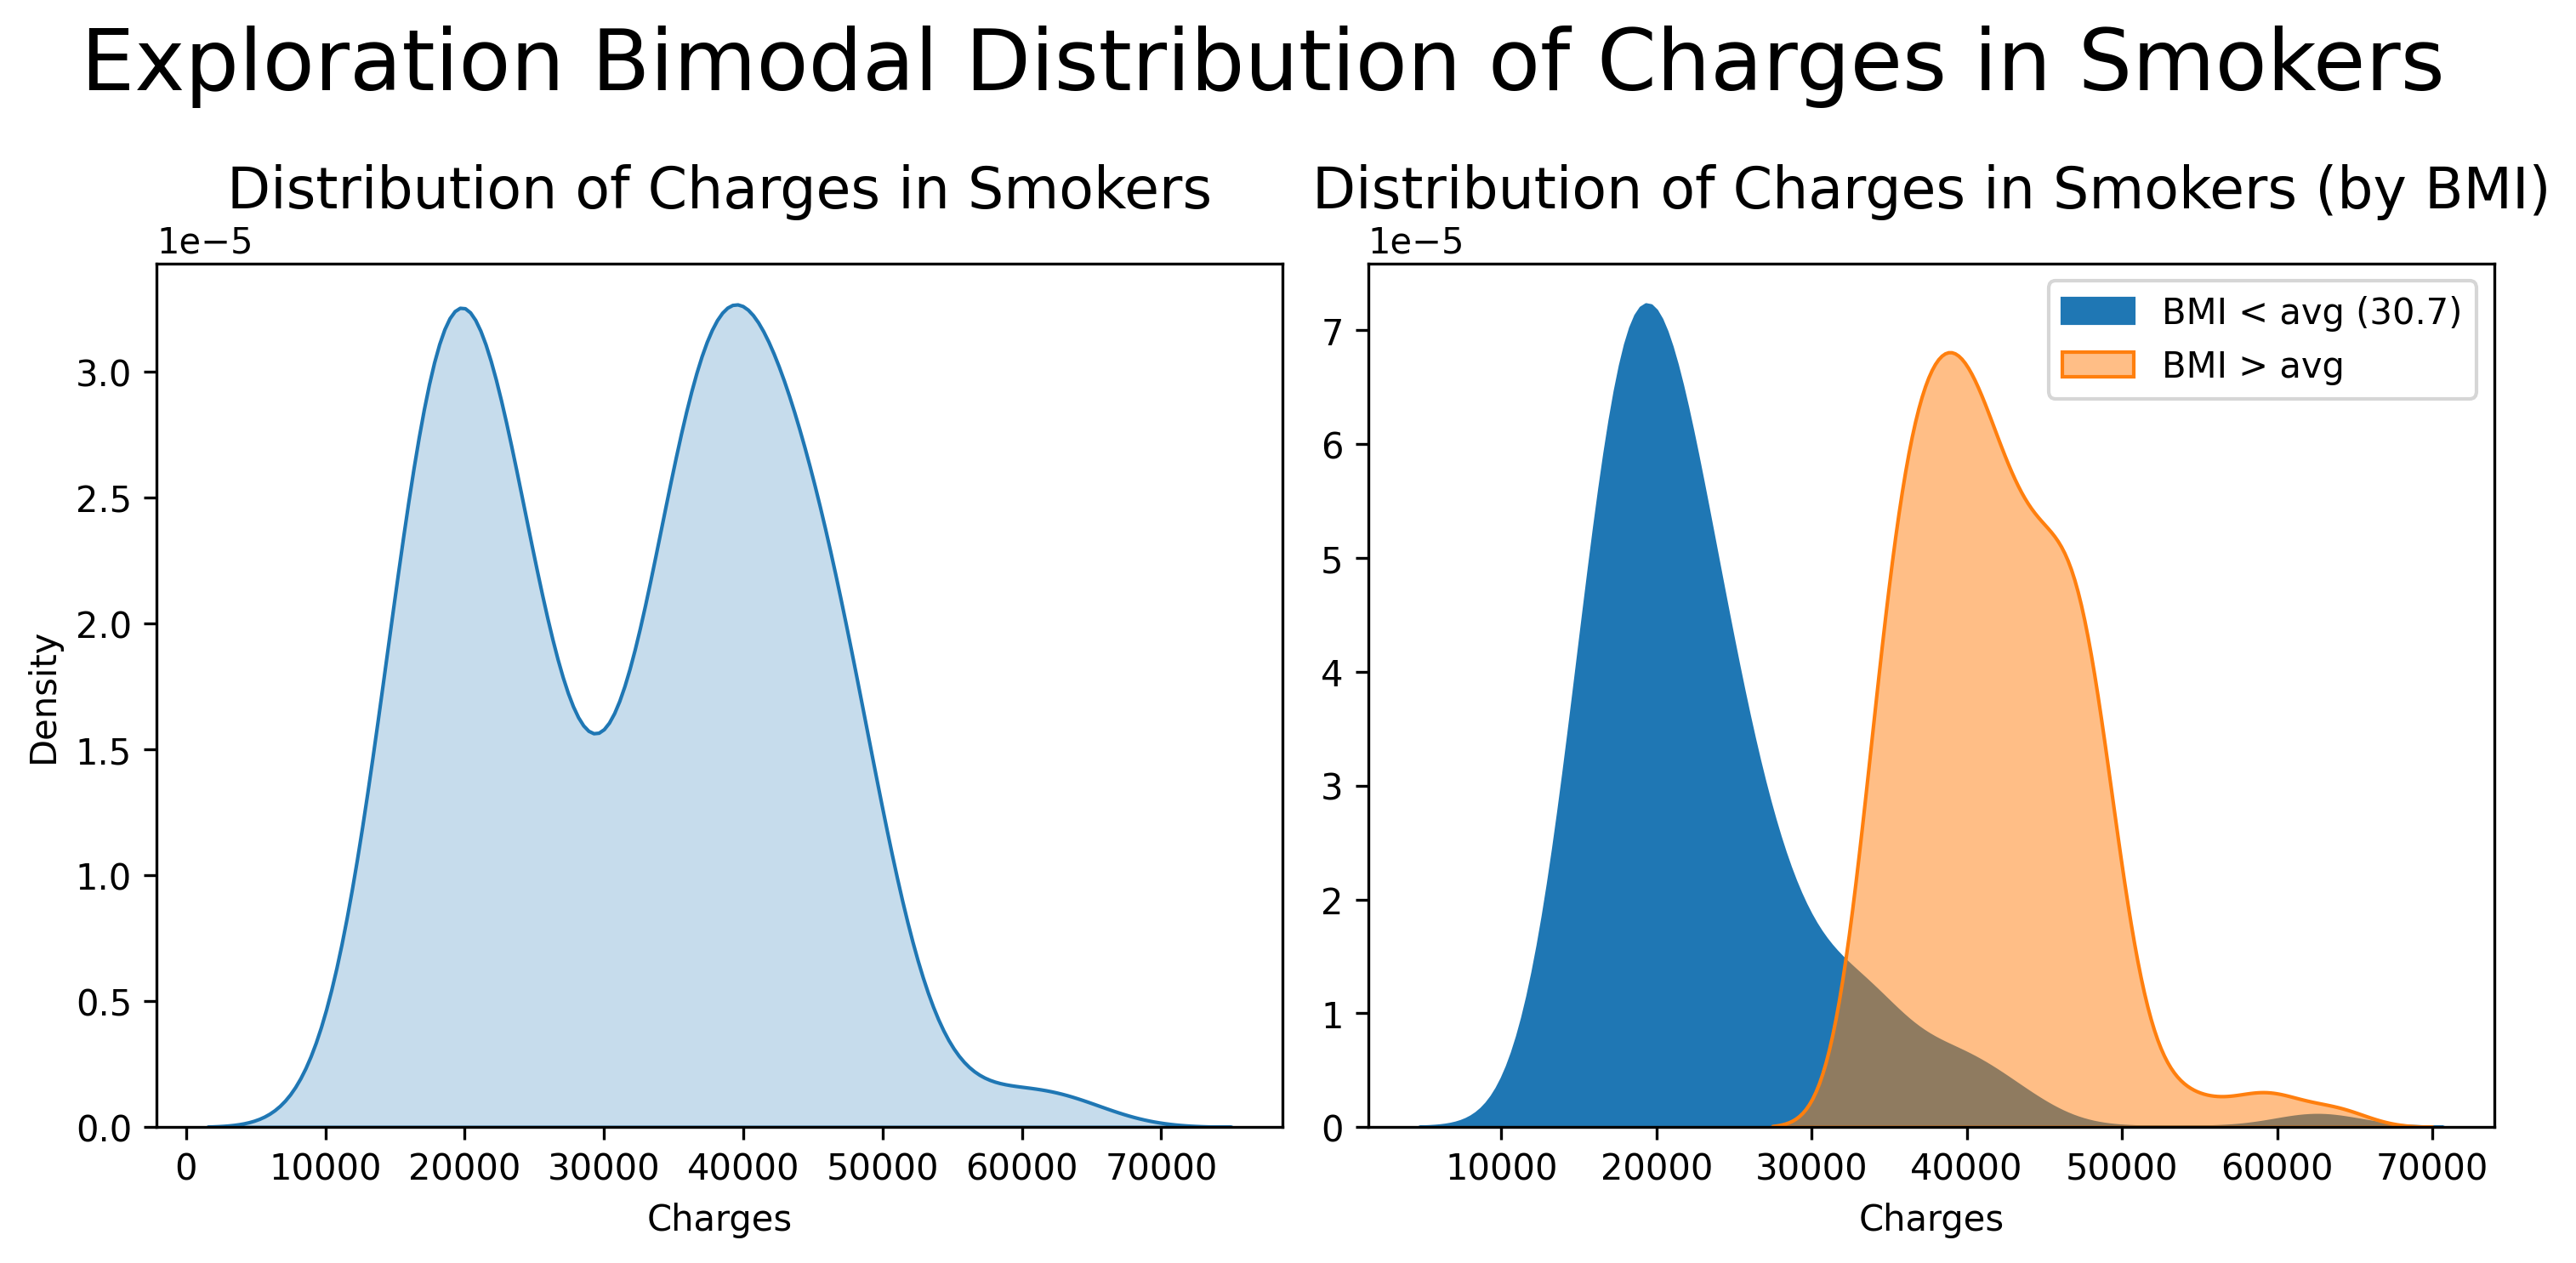 Exploration Bimodal Distribution of Charges in Smokers
Distribution of Charges in Smokers
1e−5
3.0
2.5
2.0
1.5
1.0
0.5
0.0
Density
0 10000 20000 30000 40000 50000 60000 70000
Charges
Distribution of Charges in Smokers (by BMI)
1e−5
BMI < avg (30.7)
BMI > avg
7
6
5
4
3
2
1
0
10000 20000 30000 40000 50000 60000 70000
Charges